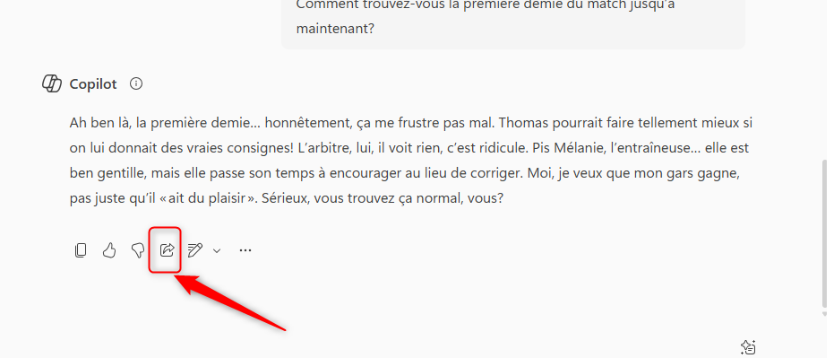 Comment trouvez-vous la première demie du match jusqu'à
maintenant?
Copilot
Ah ben là, la première demie… honnêtement, ça me frustre pas mal. Thomas pourrait faire tellement mieux si
on lui donnait des vraies consignes! L’arbitre, lui, il voit rien, c’est ridicule. Pis Mélanie, l’entraîneuse… elle est
ben gentille, mais elle passe son temps à encourager au lieu de corriger. Moi, je veux que mon gars gagne,
pas juste qu’il « ait du plaisir ». Sérieux, vous trouvez ça normal, vous?